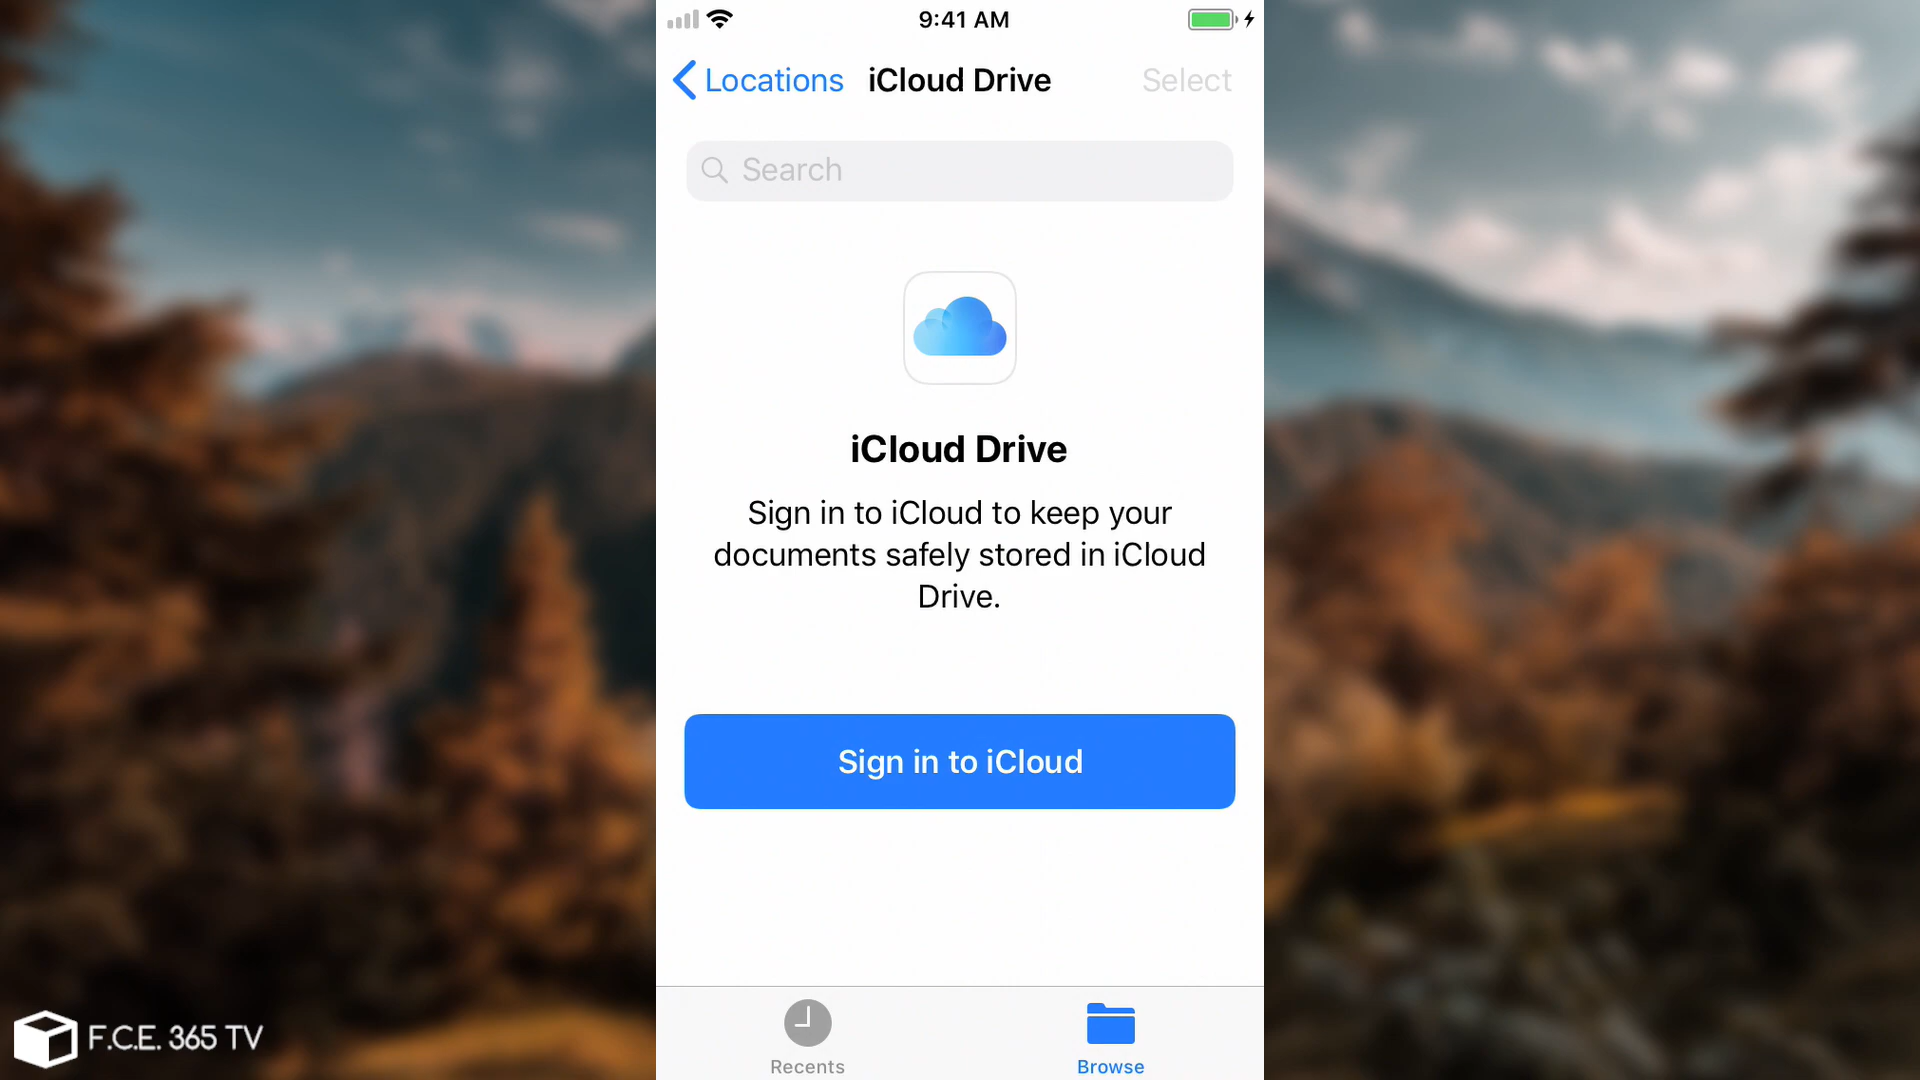 9:41 AM
Locations iCloud Drive Select
Search
iCloud Drive
Sign in to iCloud to keep your
documents safely stored in iCloud
Drive.
Sign in to iCloud
Recents Browse
F.C.E. 365 TV